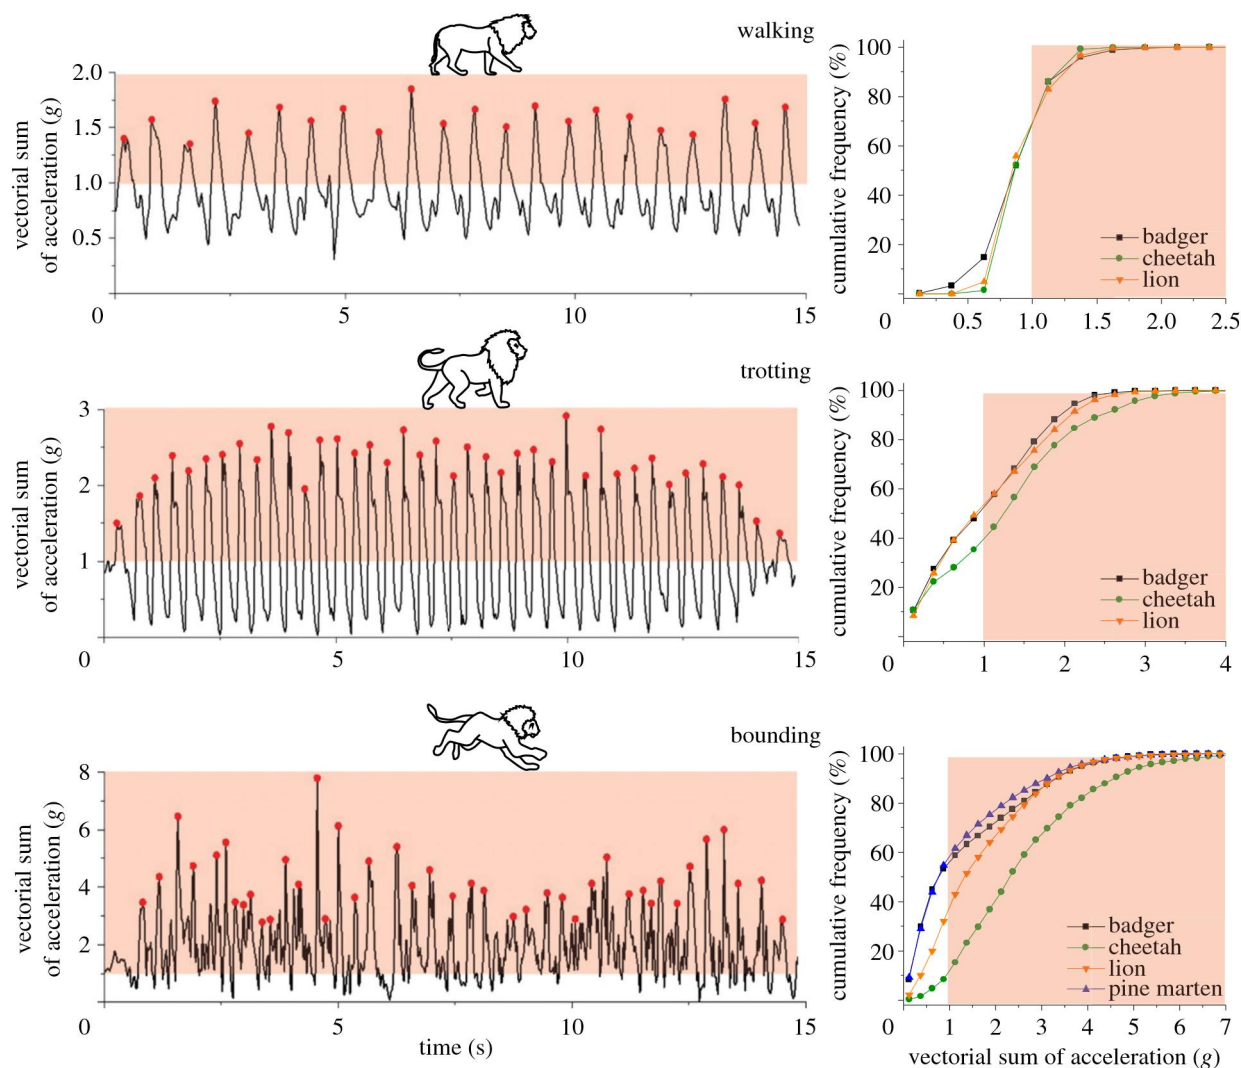 walking
vectorial sum
of acceleration (g)
2.0
1.5
1.0
0.5
0
5
10
15
cumulative frequency (%)
100
80
60
40
20
0
badger
cheetah
lion
0.5
1.0
1.5
2.0
2.5
trotting
vectorial sum
of acceleration (g)
3
2
1
0
5
10
15
cumulative frequency (%)
100
80
60
40
20
0
badger
cheetah
lion
1
2
3
4
bounding
vectorial sum
of acceleration (g)
8
6
4
2
0
5
10
15
time (s)
cumulative frequency (%)
100
80
60
40
20
0
badger
cheetah
lion
pine marten
1
2
3
4
5
6
7
vectorial sum of acceleration (g)